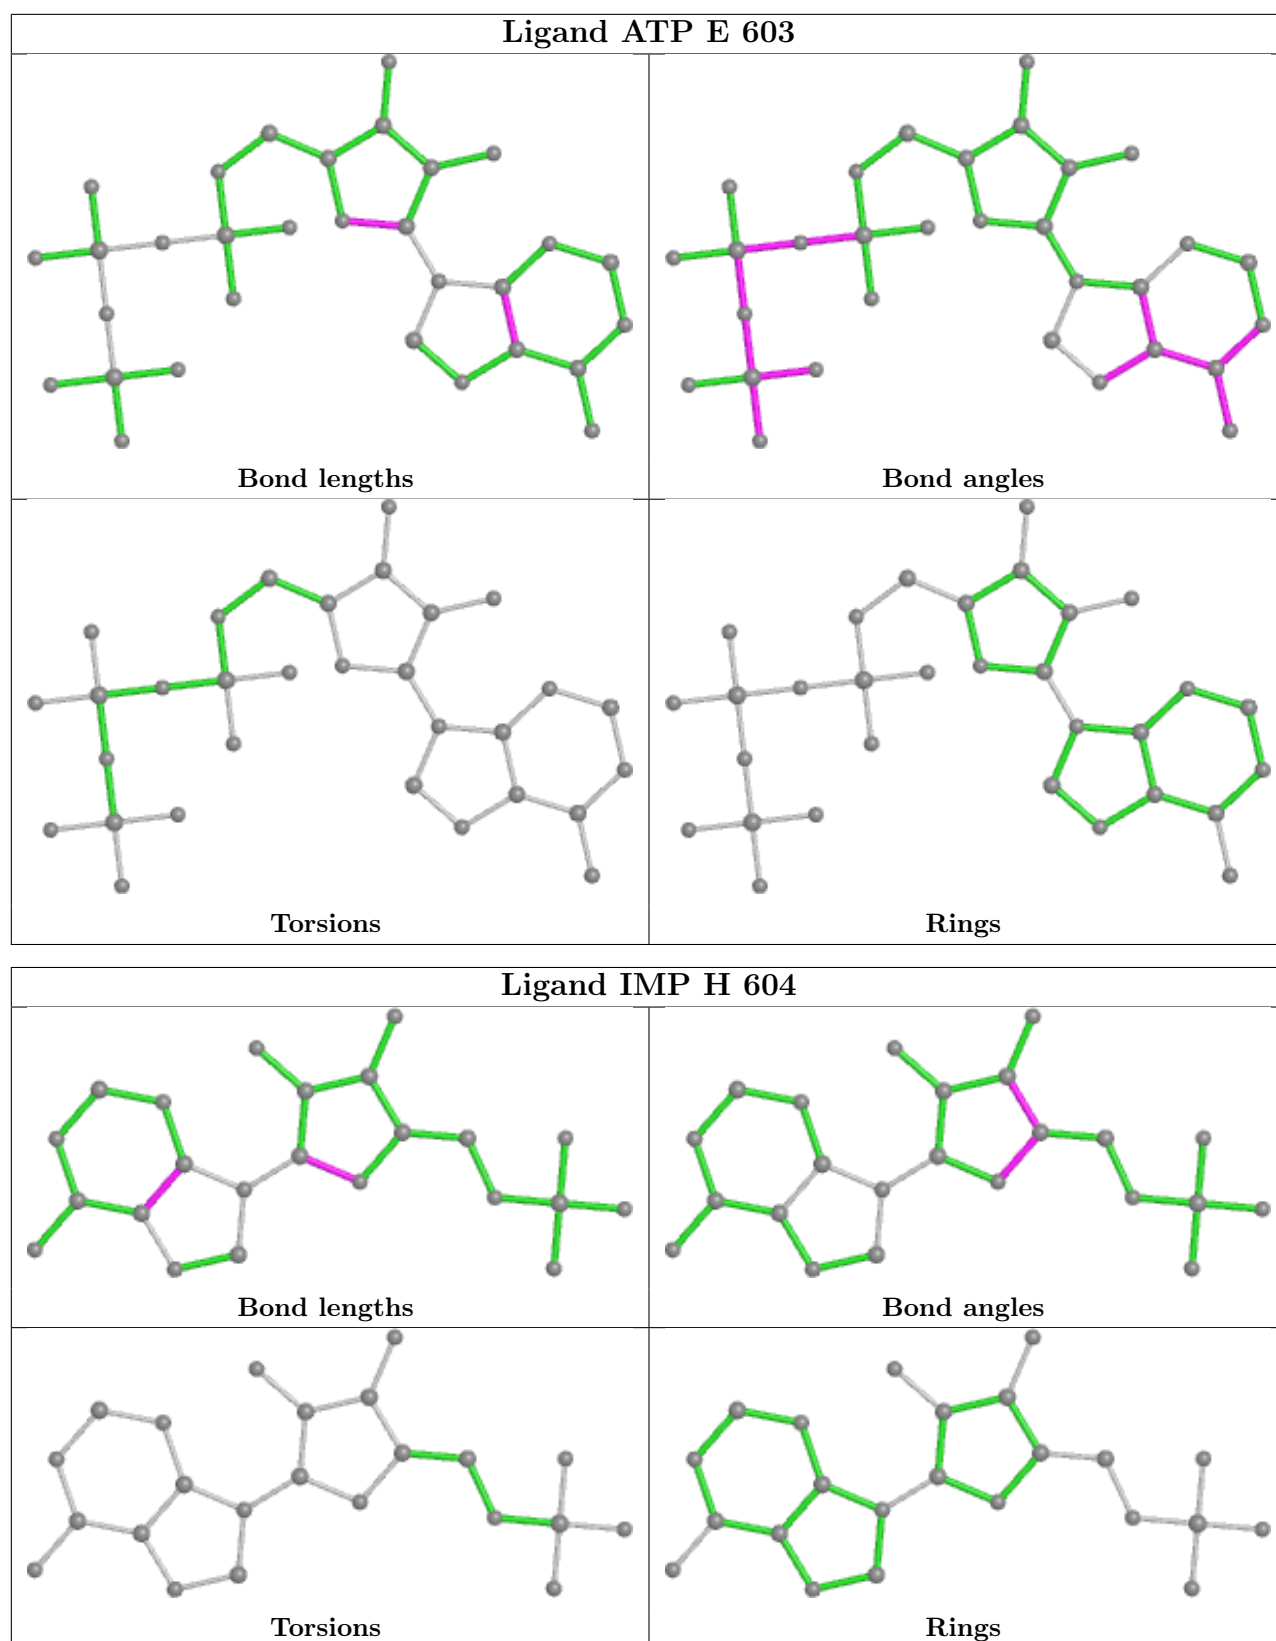 Ligand ATP E 603
Bond lengths
Bond angles
Torsions
Rings
Ligand IMP H 604
Bond lengths
Bond angles
Torsions
Rings